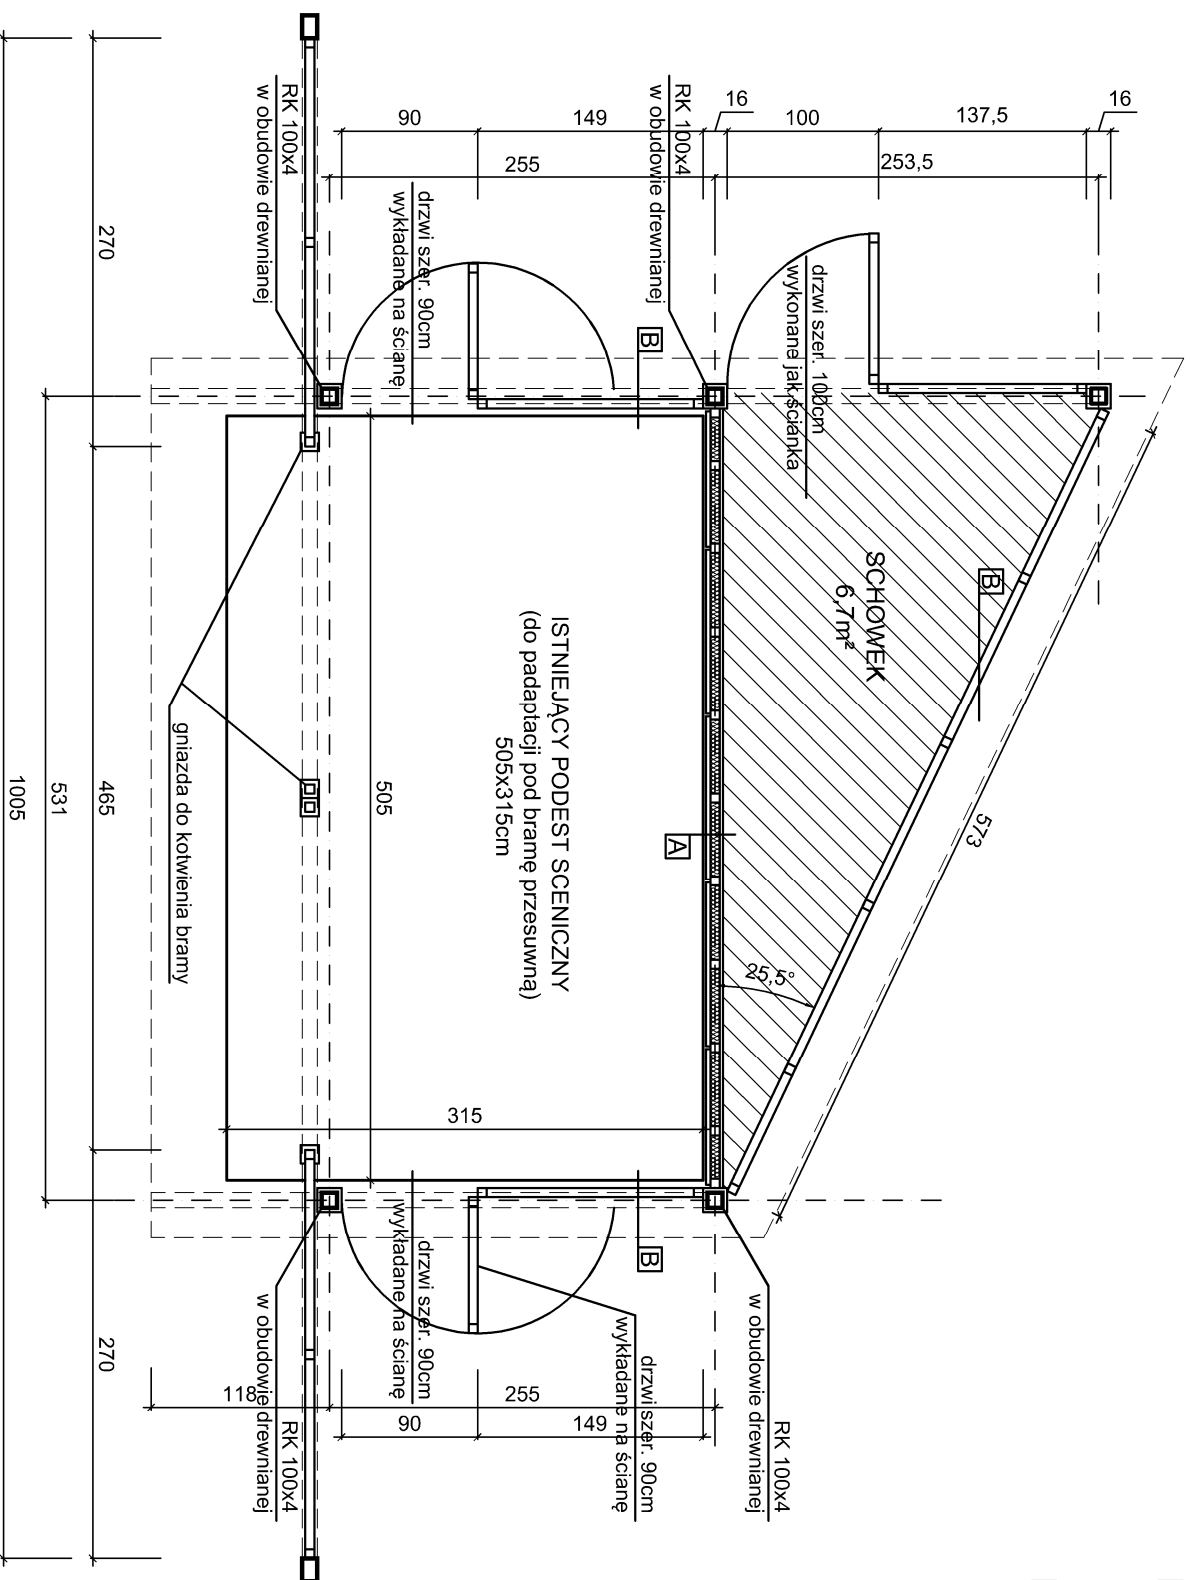 16
137,5
100
16
149
90
253,5
255
RK 100x4
w obudowie drewnianej
RK 100x4
w obudowie drewnianej
drzwi szer. 90cm
wykładane na ścianę
drzwi szer. 100cm
wykonane jak ścianka
B
B
SCHOWEK
6,7m²
573
25,5°
A
ISTNIEJĄCY PODEST SCENICZNY
(do padaptacji pod bramę przesuwną)
505x315cm
505
315
gniazda do kotwienia bramy
270
465
270
531
1005
B
drzwi szer. 90cm
wykładane na ścianę
drzwi szer. 90cm
wykładane na ścianę
RK 100x4
w obudowie drewnianej
RK 100x4
w obudowie drewnianej
118
255
90
149